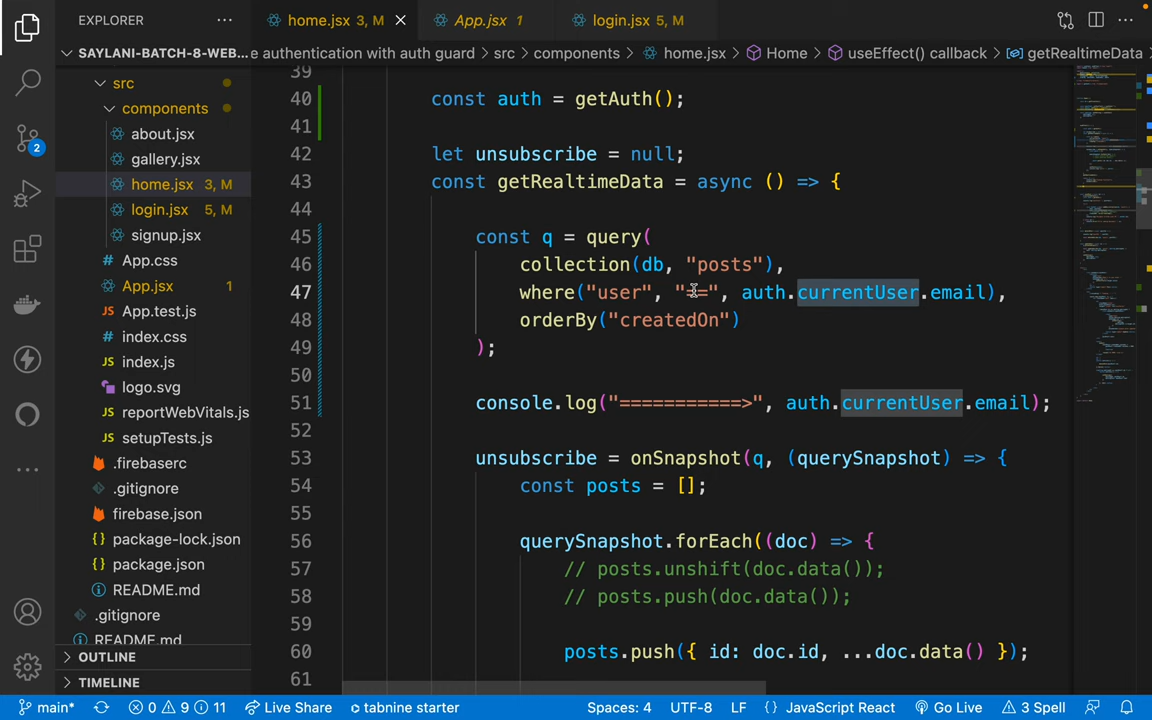 EXPLORER
home.jsx 3, M
App.jsx 1
login.jsx 5, M
SAYLANI-BATCH-8-WEB...
e authentication with auth guard > src > components > home.jsx > Home > useEffect() callback > getRealtimeData
src
components
about.jsx
gallery.jsx
home.jsx 3, M
login.jsx 5, M
signup.jsx
App.css
App.jsx 1
App.test.js
index.css
index.js
logo.svg
reportWebVitals.js
setupTests.js
.firebaserc
.gitignore
firebase.json
package-lock.json
package.json
README.md
.gitignore
README.md
OUTLINE
TIMELINE
2
39
40 const auth = getAuth();
41
42 let unsubscribe = null;
43 const getRealtimeData = async () => {
44
45 const q = query(
46 collection(db, "posts"),
47 where("user", "==", auth.currentUser.email),
48 orderBy("createdOn")
49 );
50
51 console.log("===========>", auth.currentUser.email);
52
53 unsubscribe = onSnapshot(q, (querySnapshot) => {
54 const posts = [];
55
56 querySnapshot.forEach((doc) => {
57 // posts.unshift(doc.data());
58 // posts.push(doc.data());
59
60 posts.push({ id: doc.id, ...doc.data() });
61
main* 0 9 11 Live Share tabnine starter Spaces: 4 UTF-8 LF {} JavaScript React Go Live 3 Spell